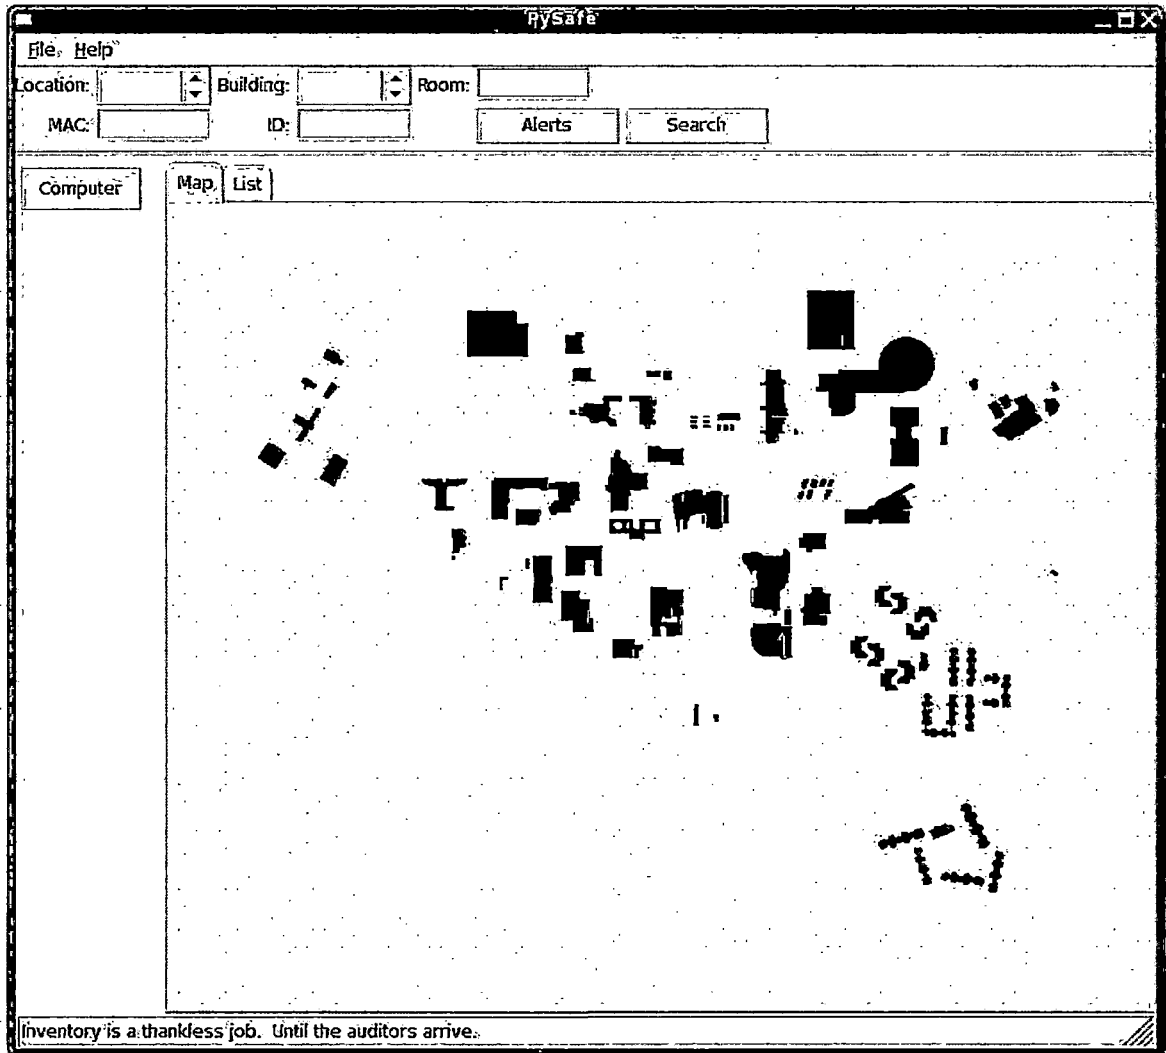 PySafe
File Help
Location: Building: Room:
MAC: ID: Alerts Search
Computer Map List
Inventory is a thankless job. Until the auditors arrive.